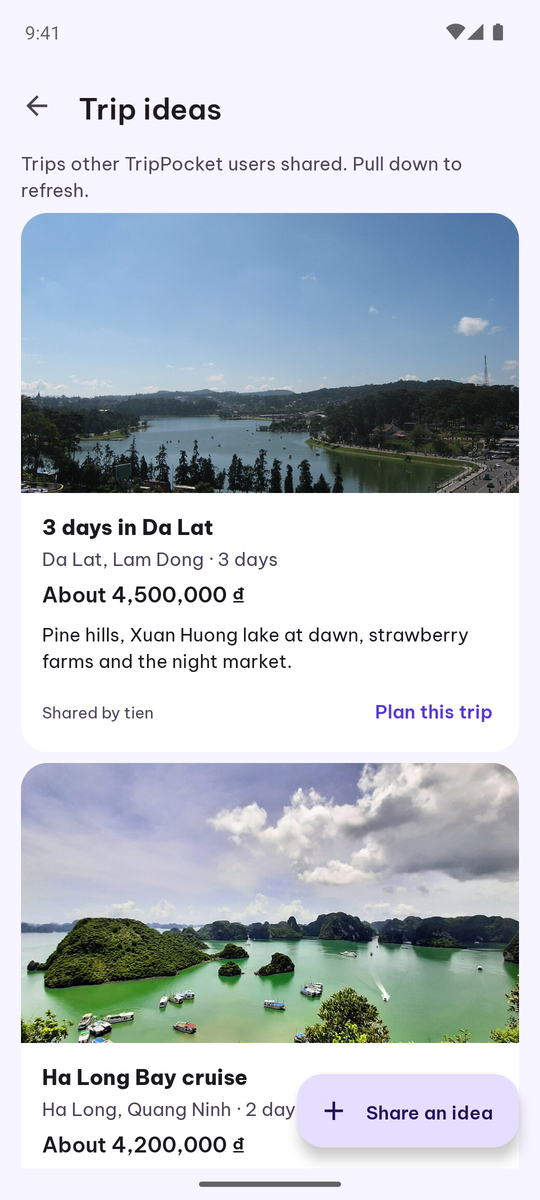 9:41
Trip ideas
Trips other TripPocket users shared. Pull down to
refresh.
3 days in Da Lat
Da Lat, Lam Dong · 3 days
About 4,500,000 ₫
Pine hills, Xuan Huong lake at dawn, strawberry
farms and the night market.
Shared by tien
Plan this trip
Ha Long Bay cruise
Ha Long, Quang Ninh · 2 day
About 4,200,000 ₫
+ Share an idea